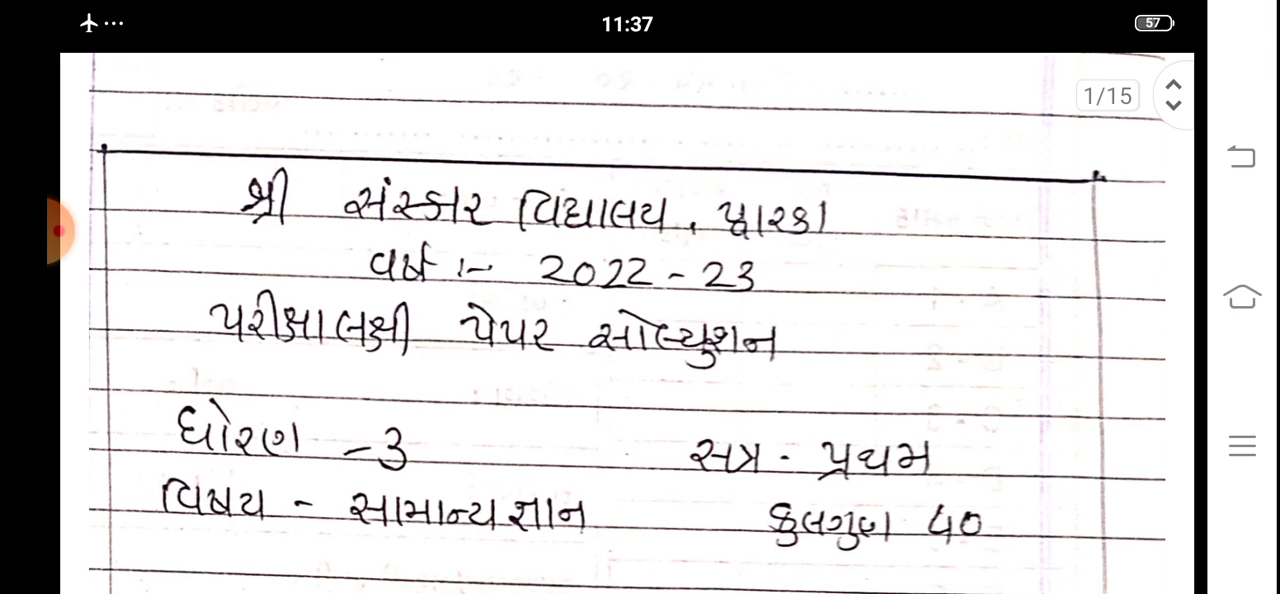 11:37
57
1/15
શ્રી સંસ્કાર વિદ્યાલય, દ્વારકા
વર્ષ :- 2022-23
પરીક્ષાલક્ષી પેપર સોલ્યુશન
ધોરણ -3 સત્ર - પ્રથમ
વિષય - સામાન્ય જ્ઞાન કુલગુણ 40